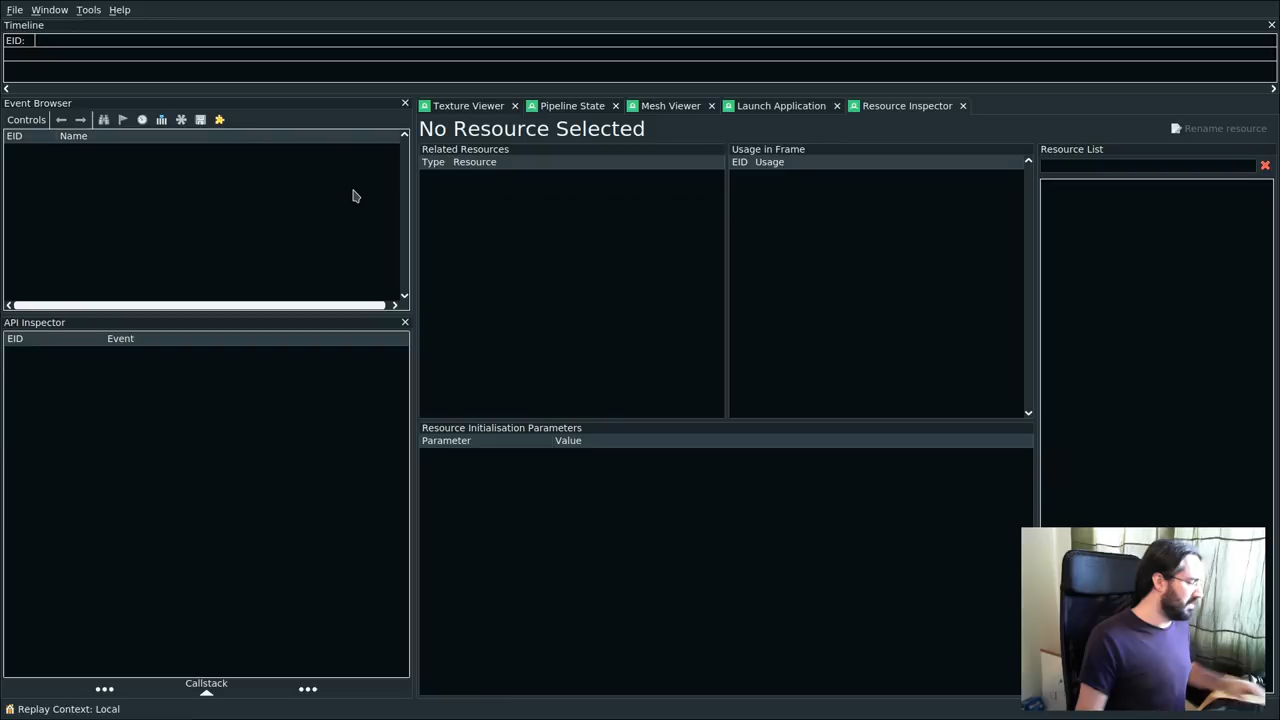 File Window Tools Help
Timeline
EID:
Event Browser
Controls
EID Name
API Inspector
EID Event
Callstack
Replay Context: Local
Texture Viewer Pipeline State Mesh Viewer Launch Application Resource Inspector
No Resource Selected
Rename resource
Related Resources
Type Resource
Usage in Frame
EID Usage
Resource List
Resource Initialisation Parameters
Parameter Value